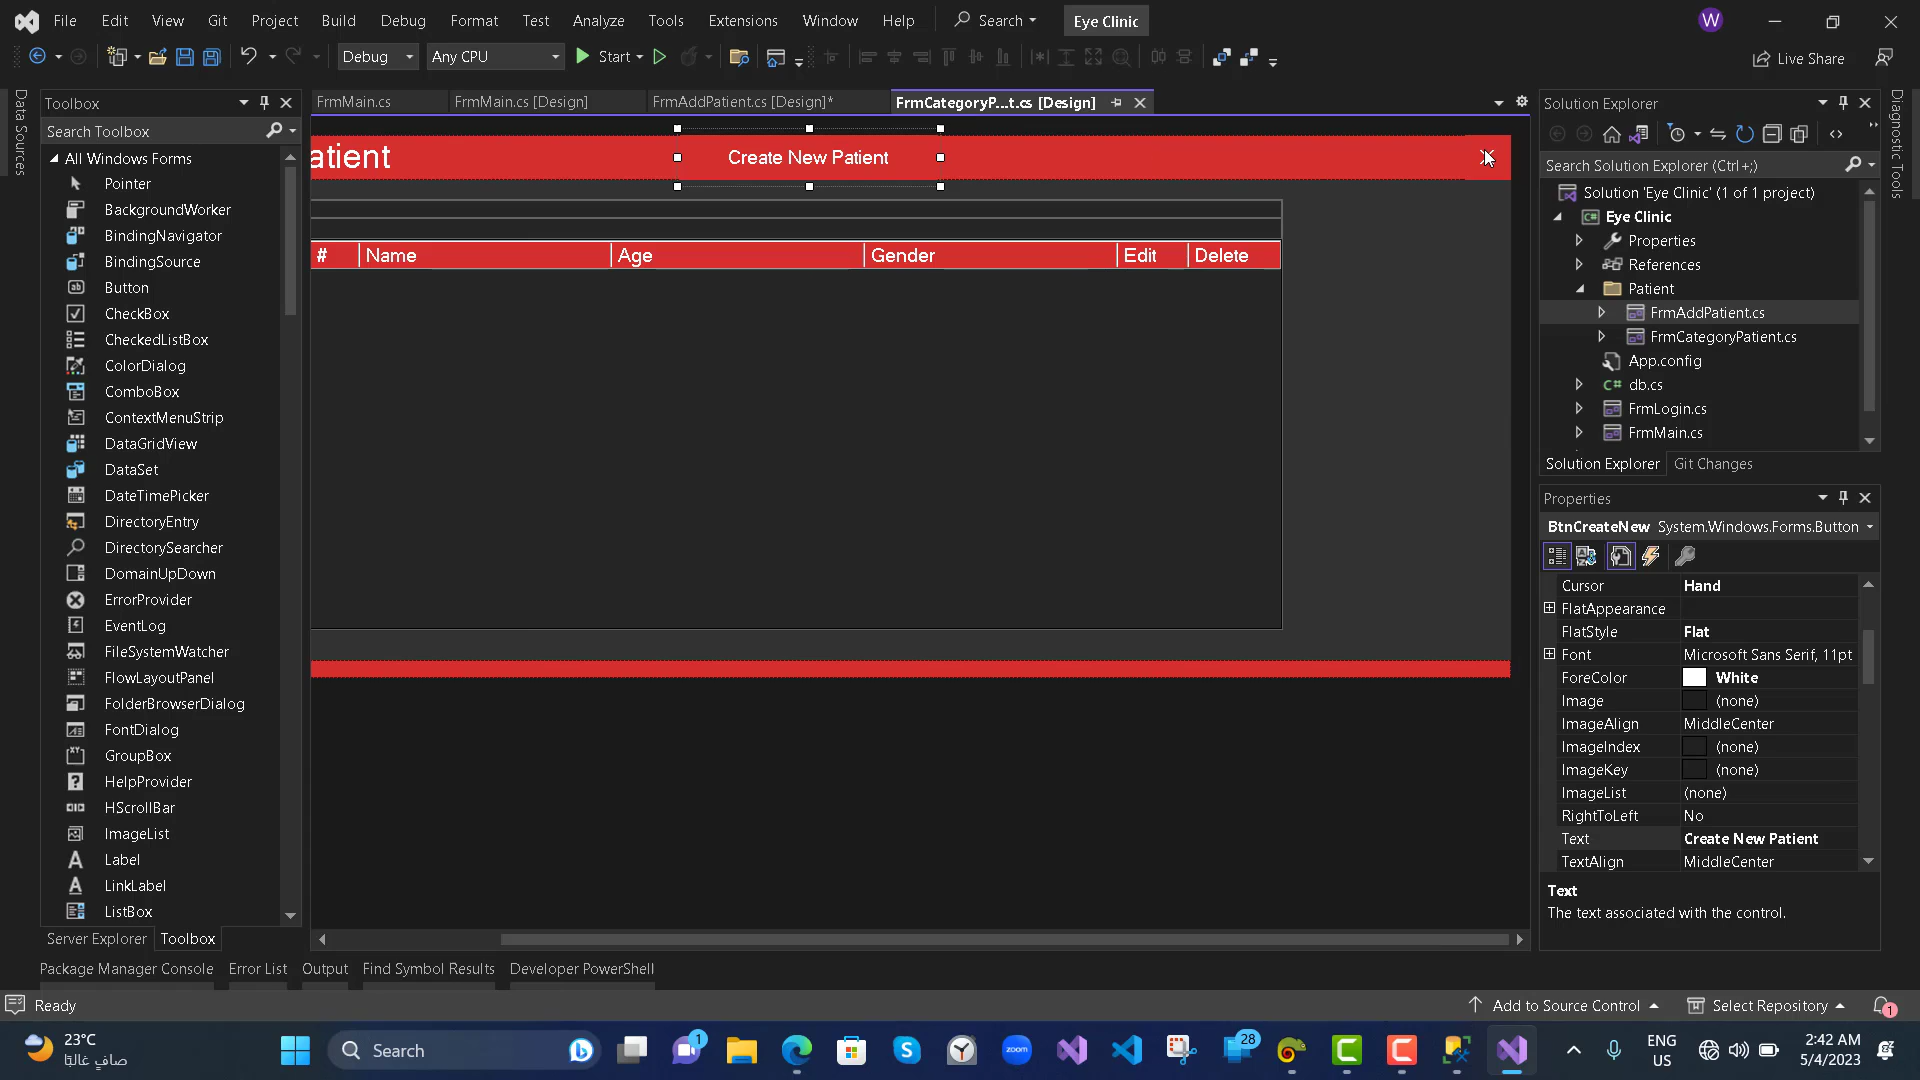 File Edit View Git Project Build Debug Format Test Analyze Tools Extensions Window Help Search Eye Clinic W
Debug Any CPU Start Live Share
Data Sources
Toolbox
Search Toolbox
All Windows Forms
Pointer
BackgroundWorker
BindingNavigator
BindingSource
Button
CheckBox
CheckedListBox
ColorDialog
ComboBox
ContextMenuStrip
DataGridView
DataSet
DateTimePicker
DirectoryEntry
DirectorySearcher
DomainUpDown
ErrorProvider
EventLog
FileSystemWatcher
FlowLayoutPanel
FolderBrowserDialog
FontDialog
GroupBox
HelpProvider
HScrollBar
ImageList
Label
LinkLabel
ListBox
Server Explorer Toolbox
FrmMain.cs FrmMain.cs [Design] FrmAddPatient.cs [Design]* FrmCategoryP...t.cs [Design]
atient Create New Patient
# Name Age Gender Edit Delete
Solution Explorer
Search Solution Explorer (Ctrl+;)
Solution 'Eye Clinic' (1 of 1 project)
Eye Clinic
Properties
References
Patient
FrmAddPatient.cs
FrmCategoryPatient.cs
App.config
C# db.cs
FrmLogin.cs
FrmMain.cs
Solution Explorer Git Changes
Diagnostic Tools
Properties
BtnCreateNew System.Windows.Forms.Button
Cursor Hand
FlatAppearance
FlatStyle Flat
Font Microsoft Sans Serif, 11pt
ForeColor White
Image (none)
ImageAlign MiddleCenter
ImageIndex (none)
ImageKey (none)
ImageList (none)
RightToLeft No
Text Create New Patient
TextAlign MiddleCenter
Text
The text associated with the control.
Package Manager Console Error List Output Find Symbol Results Developer PowerShell
Ready Add to Source Control Select Repository 1
23°C
صافٍ غالبًا
Search 1 zoom 28
ENG
US
2:42 AM
5/4/2023